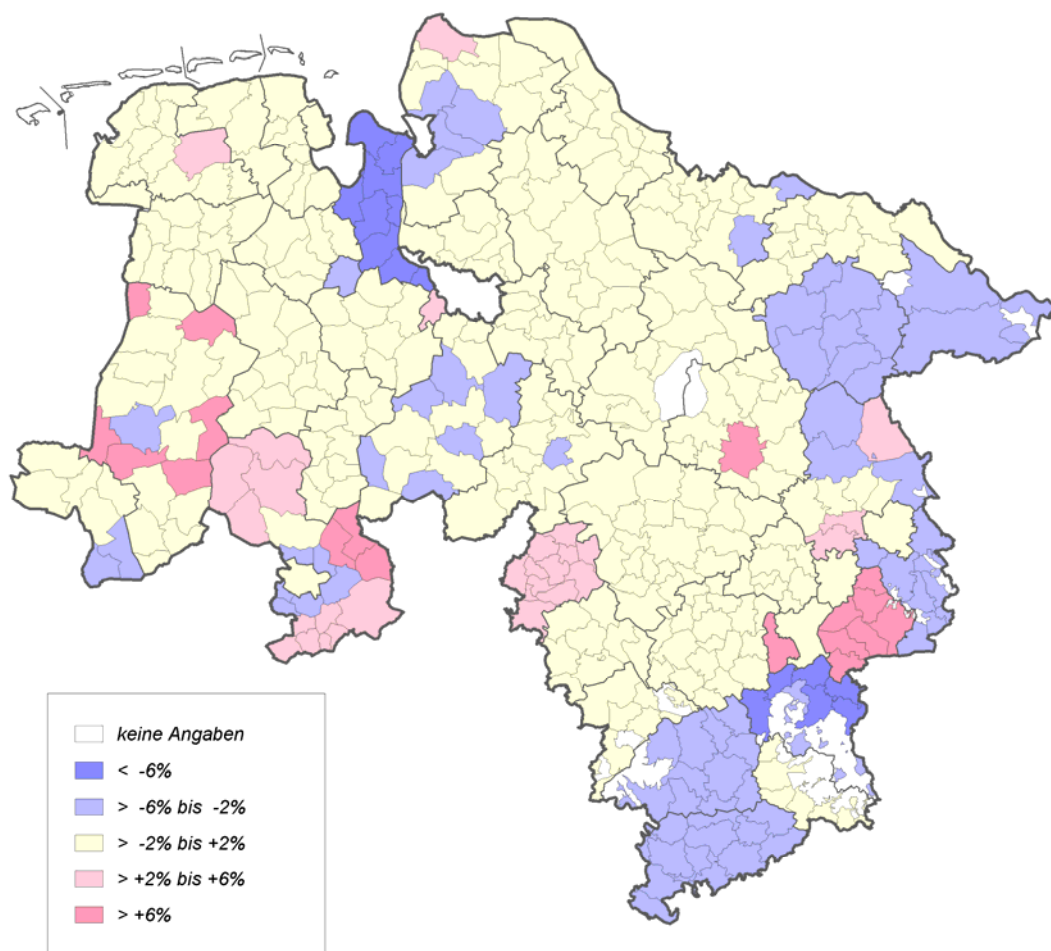 keine Angaben
< -6%
> -6% bis -2%
> -2% bis +2%
> +2% bis +6%
> +6%